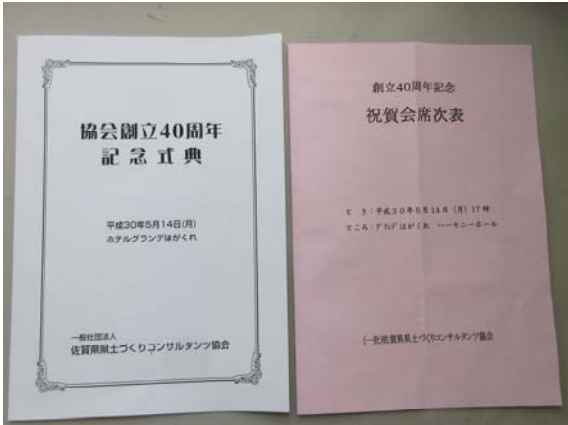 協会創立40周年
記念式典
平成30年5月14日(月)
ホテルグランデはがくれ
一般社団法人
佐賀県県土づくりコンサルタンツ協会
創立40周年記念
祝賀会席次表
とき:平成30年5月14日(月)17時
ところ:グランデはがくれ ハーモニーホール
(一社)佐賀県県土づくりコンサルタンツ協会